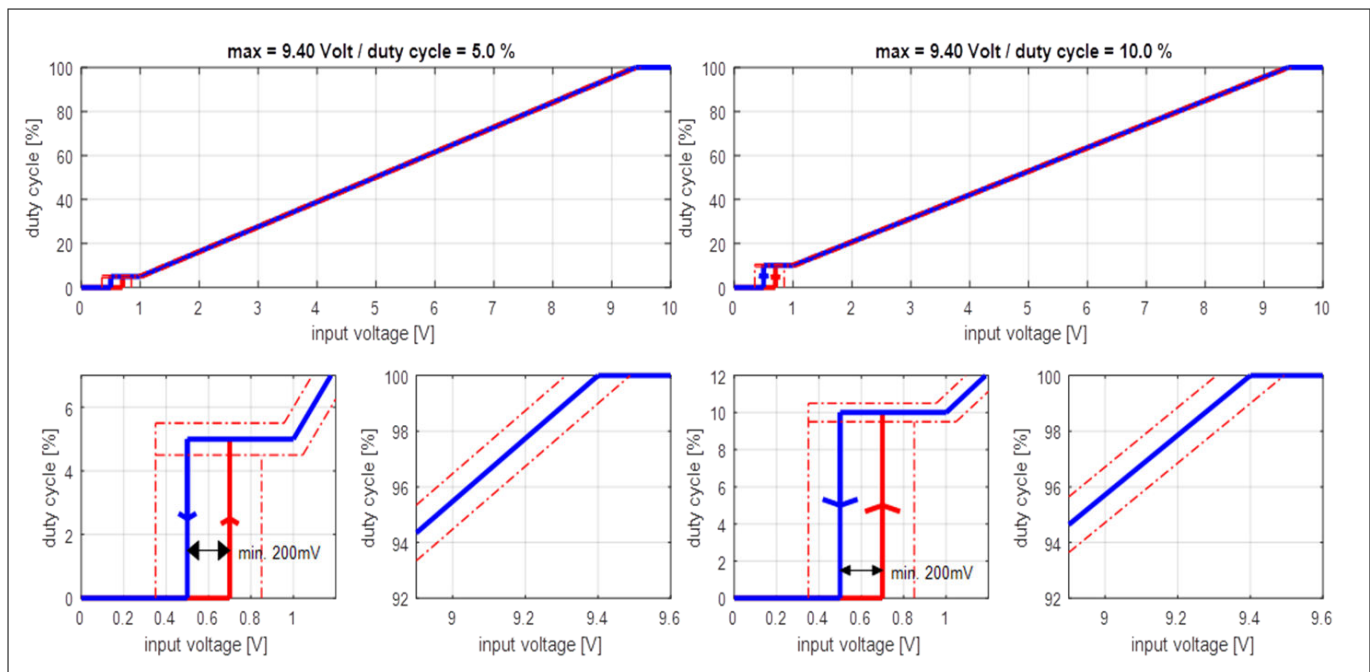 max = 9.40 Volt / duty cycle = 5.0 %
duty cycle [%]
100
80
60
40
20
0
0 1 2 3 4 5 6 7 8 9 10
input voltage [V]
max = 9.40 Volt / duty cycle = 10.0 %
duty cycle [%]
100
80
60
40
20
0
0 1 2 3 4 5 6 7 8 9 10
input voltage [V]
duty cycle [%]
6
4
2
0
min. 200mV
0 0.2 0.4 0.6 0.8 1
input voltage [V]
duty cycle [%]
100
98
96
94
92
9 9.2 9.4 9.6
input voltage [V]
duty cycle [%]
12
10
8
6
4
2
0
min. 200mV
0 0.2 0.4 0.6 0.8 1
input voltage [V]
duty cycle [%]
100
98
96
94
92
9 9.2 9.4 9.6
input voltage [V]